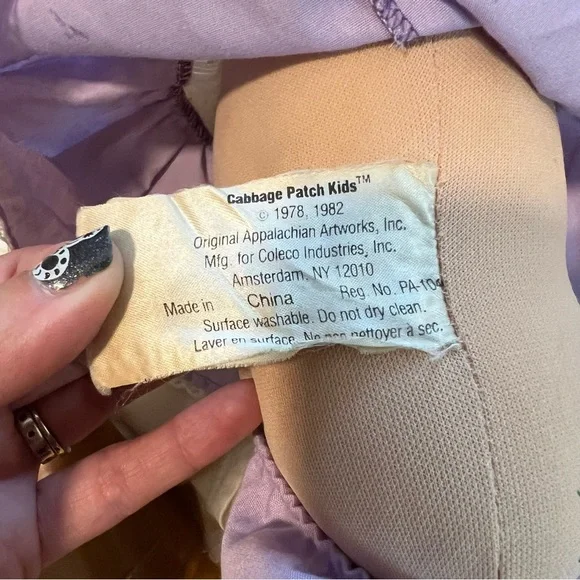 Cabbage Patch Kids™
© 1978, 1982
Original Appalachian Artworks, Inc.
Mfg. for Coleco Industries, Inc.
Amsterdam, NY 12010
Made in China Reg. No. PA-104
Surface washable. Do not dry clean.
Laver en surface. Ne pas nettoyer a sec.